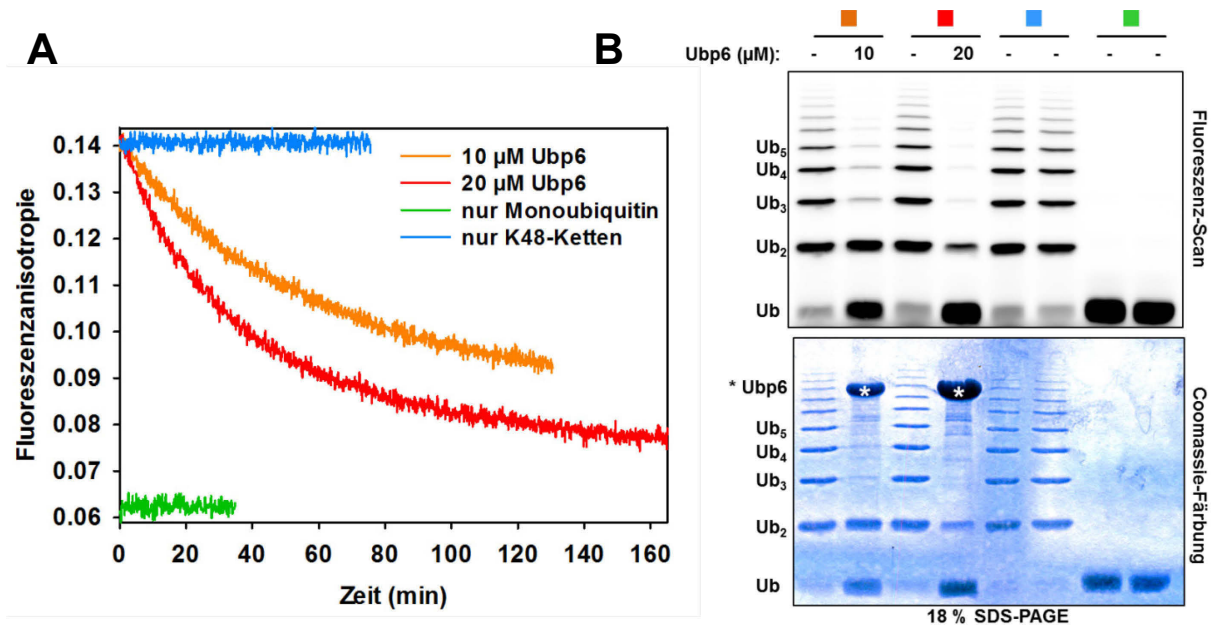 A
Fluoreszenzanisotropie
0.14
0.13
0.12
0.11
0.10
0.09
0.08
0.07
0.06
0 20 40 60 80 100 120 140 160
Zeit (min)
10 µM Ubp6
20 µM Ubp6
nur Monoubiquitin
nur K48-Ketten
B
Ubp6 (µM): - 10 - 20 - - - -
Ub5
Ub4
Ub3
Ub2
Ub
Fluoreszenz-Scan
* Ubp6
* *
Ub5
Ub4
Ub3
Ub2
Ub
Coomassie-Färbung
18 % SDS-PAGE